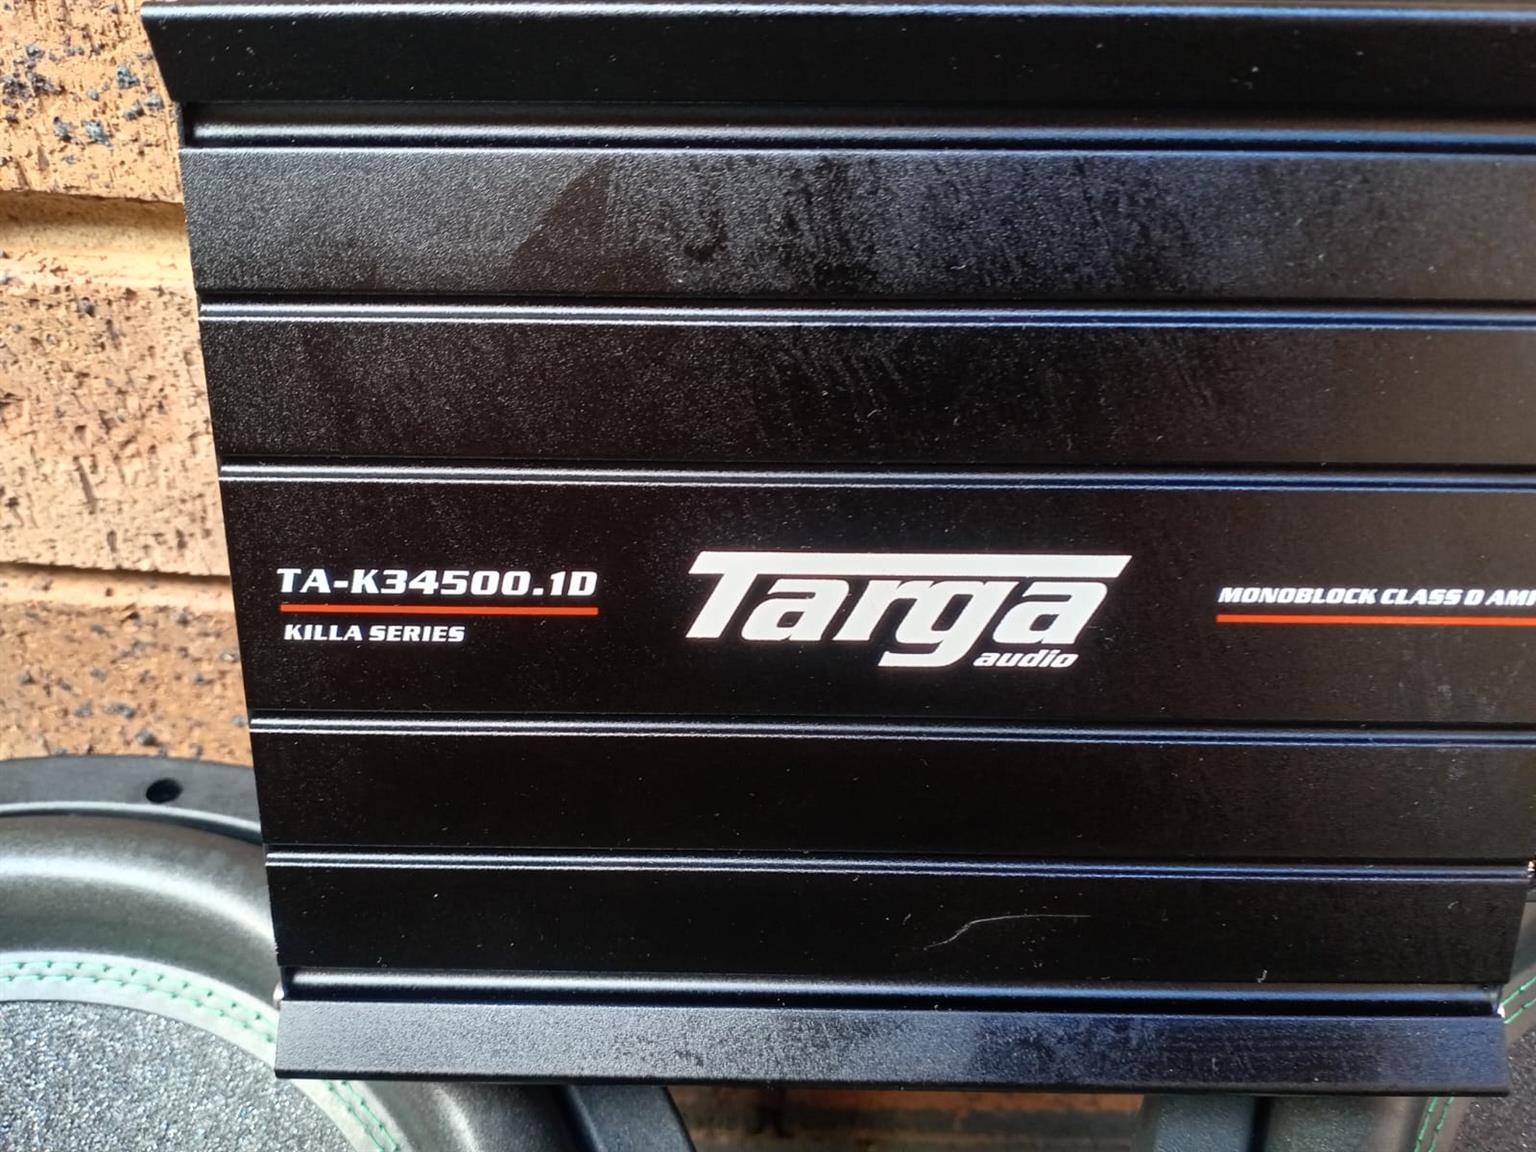 TA-K34500.1D
KILLA SERIES
Targa
audio
MONOBLOCK CLASS D